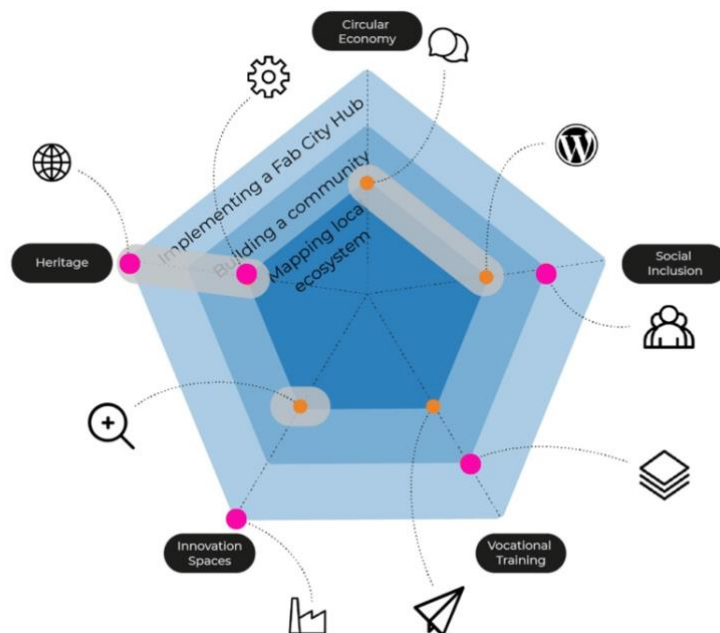 Circular
Economy
Implementing a Fab City Hub
Building a community
Mapping local
ecosystem
Heritage
Social
Inclusion
Innovation
Spaces
Vocational
Training